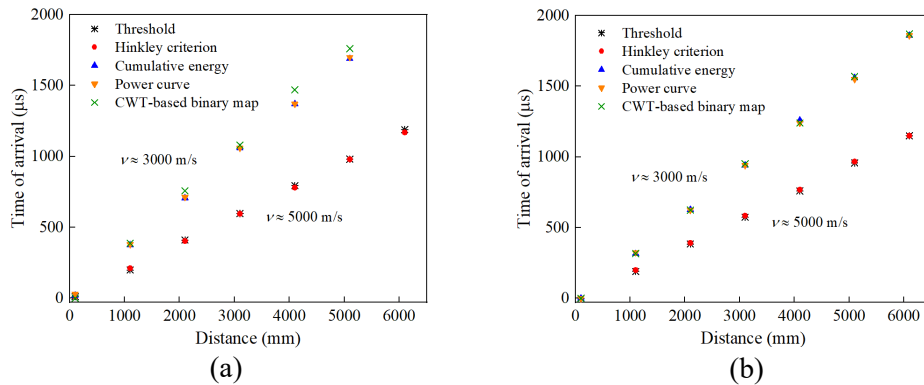 2000
1500
1000
500
0
Time of arrival (µs)
Threshold
Hinkley criterion
Cumulative energy
Power curve
CWT-based binary map
ν ≈ 3000 m/s
ν ≈ 5000 m/s
0 1000 2000 3000 4000 5000 6000
Distance (mm)
(a)
2000
1500
1000
500
0
Time of arrival (µs)
Threshold
Hinkley criterion
Cumulative energy
Power curve
CWT-based binary map
ν ≈ 3000 m/s
ν ≈ 5000 m/s
0 1000 2000 3000 4000 5000 6000
Distance (mm)
(b)